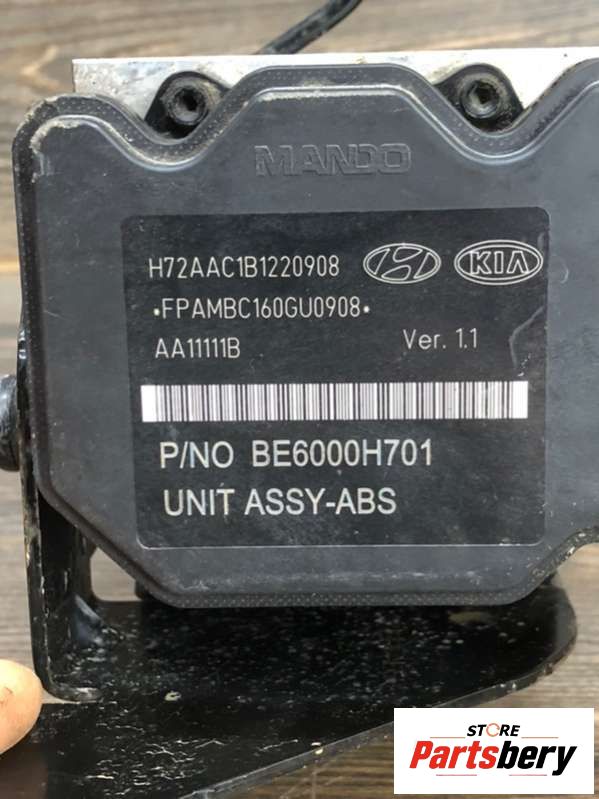 MANDO
H72AAC1B1220908
KIA
•FPAMBC160GU0908•
AA11111B Ver. 1.1
P/NO BE6000H701
UNIT ASSY-ABS
STORE
Partsbery